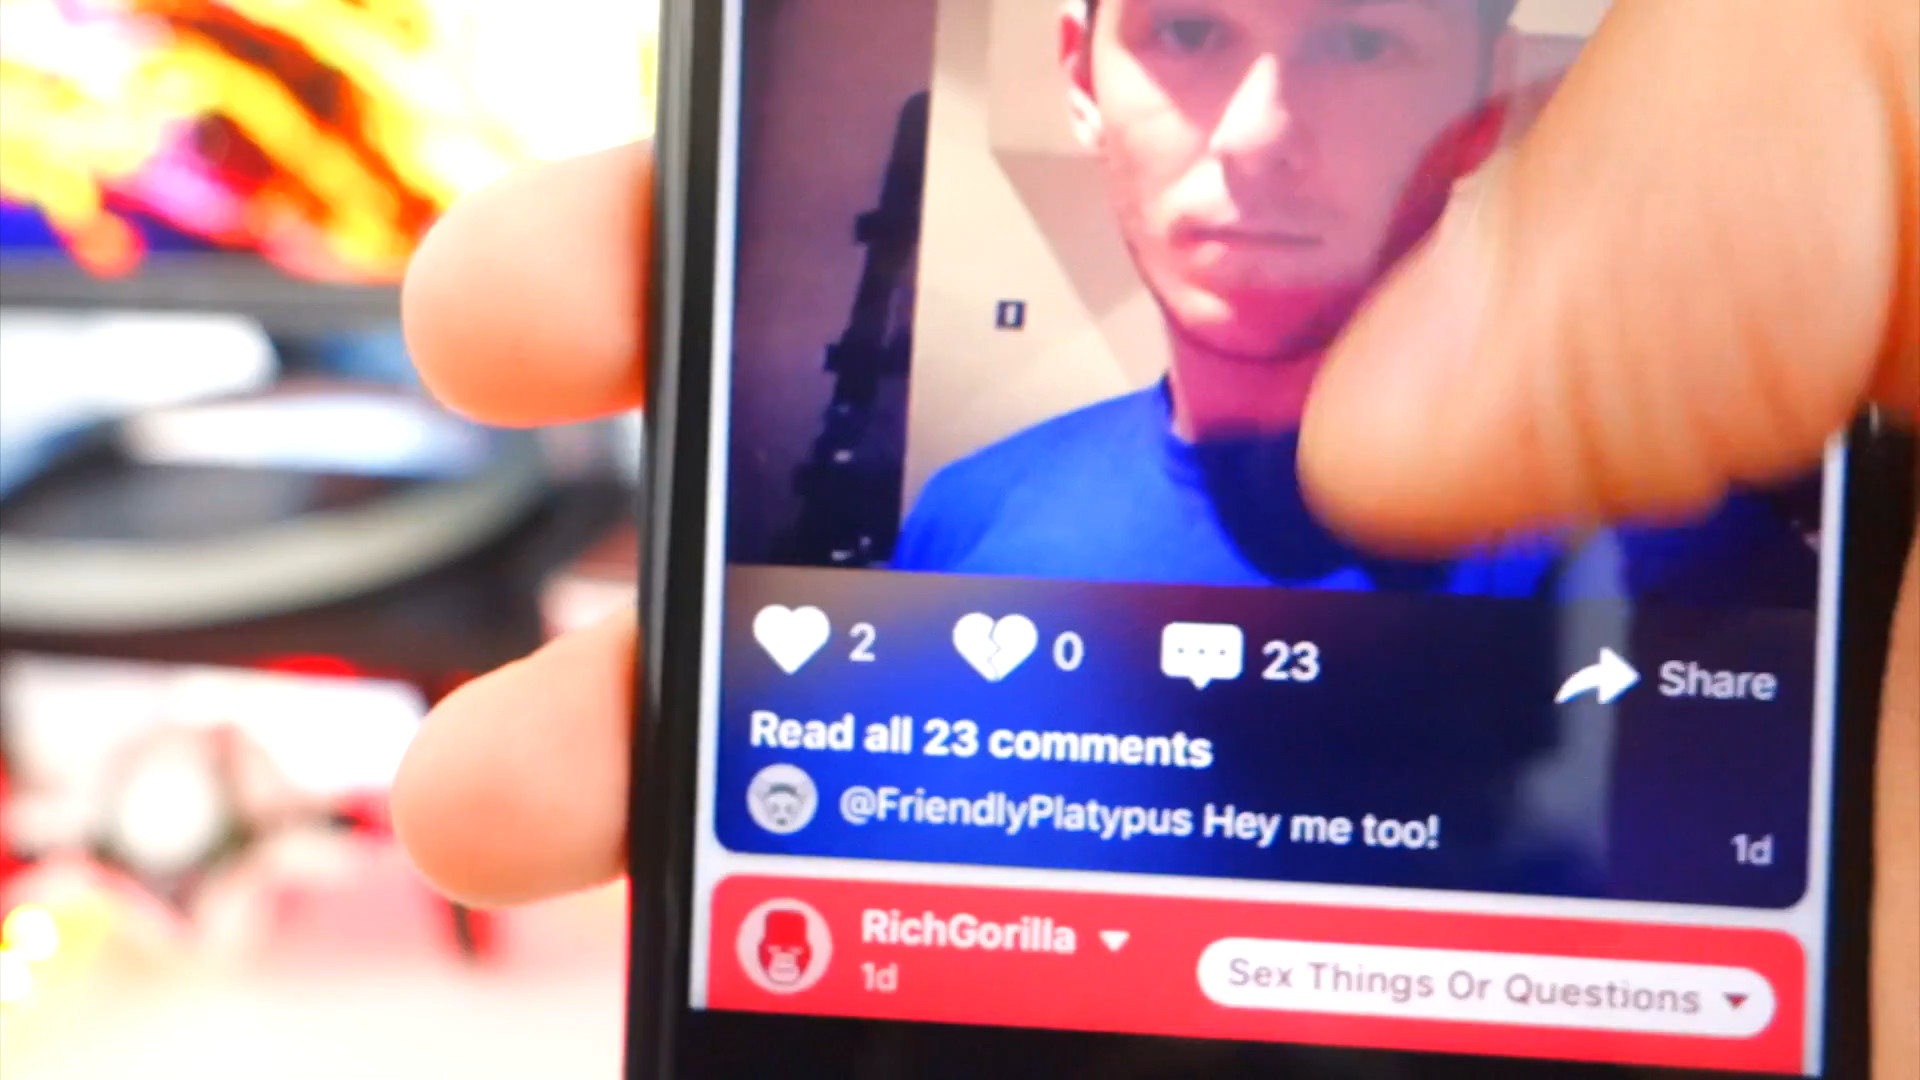 2 0 23 Share
Read all 23 comments
@FriendlyPlatypus Hey me too!
1d
RichGorilla
1d
Sex Things Or Questions